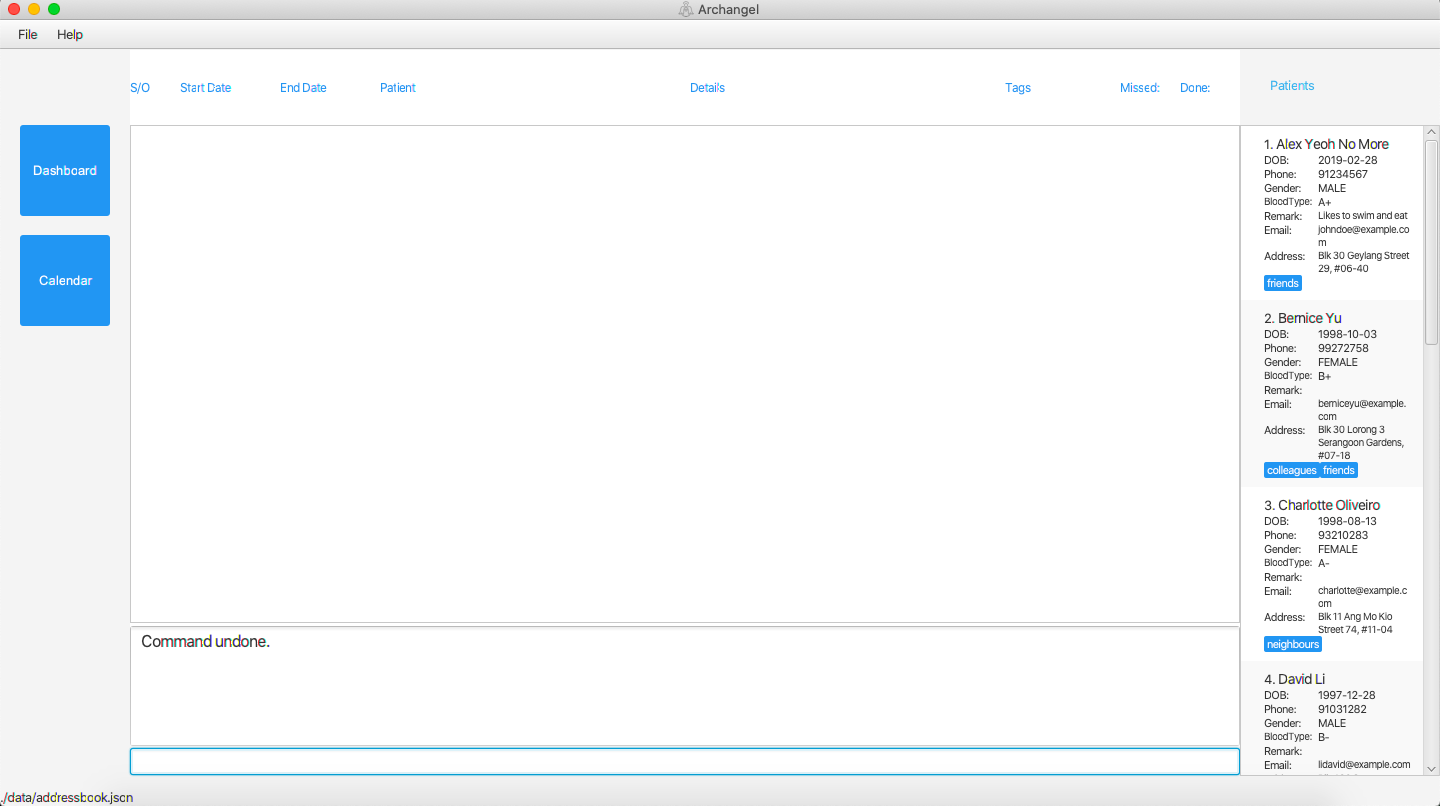 Archangel
File Help
S/O Start Date End Date Patient Details Tags Missed: Done: Patients
Dashboard
Calendar
1. Alex Yeoh No More
DOB: 2019-02-28
Phone: 91234567
Gender: MALE
BloodType: A+
Remark: Likes to swim and eat
Email: johndoe@example.co
m
Address: Blk 30 Geylang Street
29, #06-40
friends
2. Bernice Yu
DOB: 1998-10-03
Phone: 99272758
Gender: FEMALE
BloodType: B+
Remark:
Email: berniceyu@example.
com
Address: Blk 30 Lorong 3
Serangoon Gardens,
#07-18
colleagues friends
3. Charlotte Oliveiro
DOB: 1998-08-13
Phone: 93210283
Gender: FEMALE
BloodType: A-
Remark:
Email: charlotte@example.c
om
Address: Blk 11 Ang Mo Kio
Street 74, #11-04
neighbours
4. David Li
DOB: 1997-12-28
Phone: 91031282
Gender: MALE
BloodType: B-
Remark:
Email: lidavid@example.com
Command undone.
./data/addressbook.json